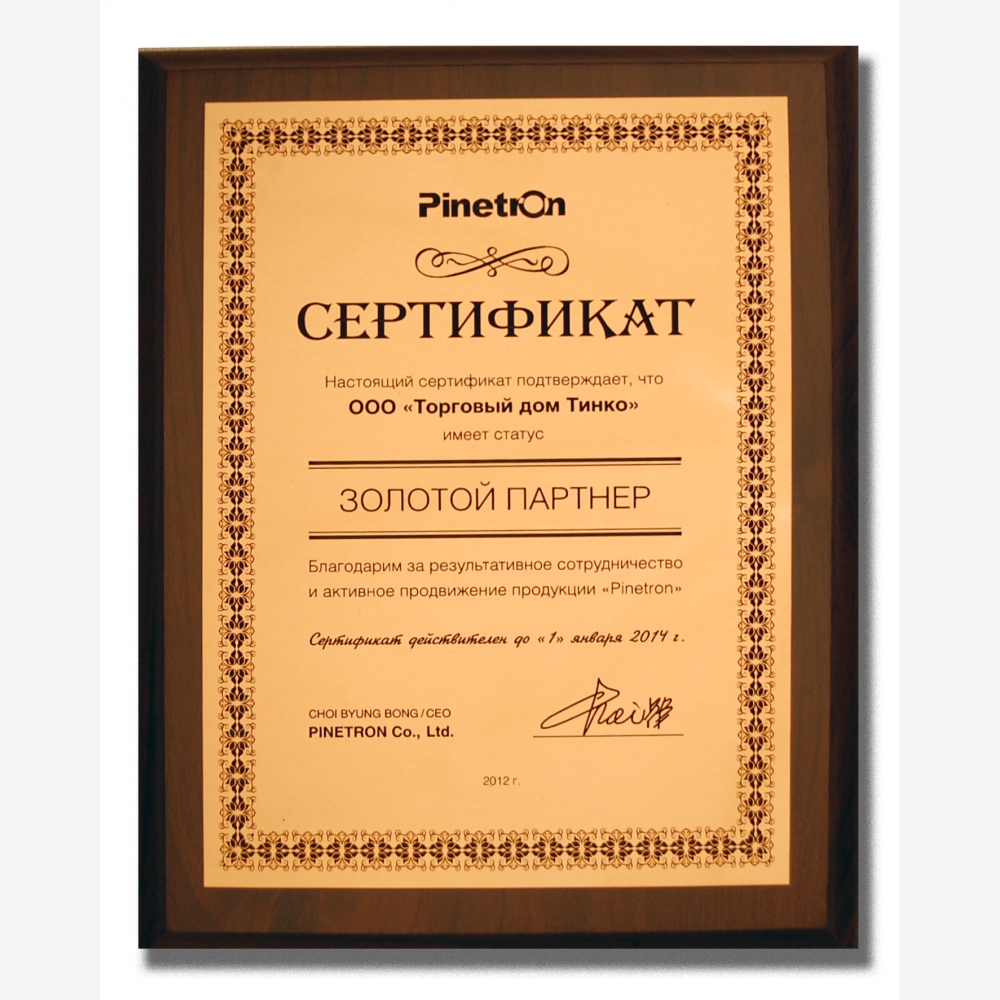 Pinetron
СЕРТИФИКАТ
Настоящий сертификат подтверждает, что
ООО «Торговый дом Тинко»
имеет статус
ЗОЛОТОЙ ПАРТНЕР
Благодарим за результативное сотрудничество
и активное продвижение продукции «Pinetron»
Сертификат действителен до «1» января 2014 г.
CHOI BYUNG BONG / CEO
PINETRON Co., Ltd.
2012 г.